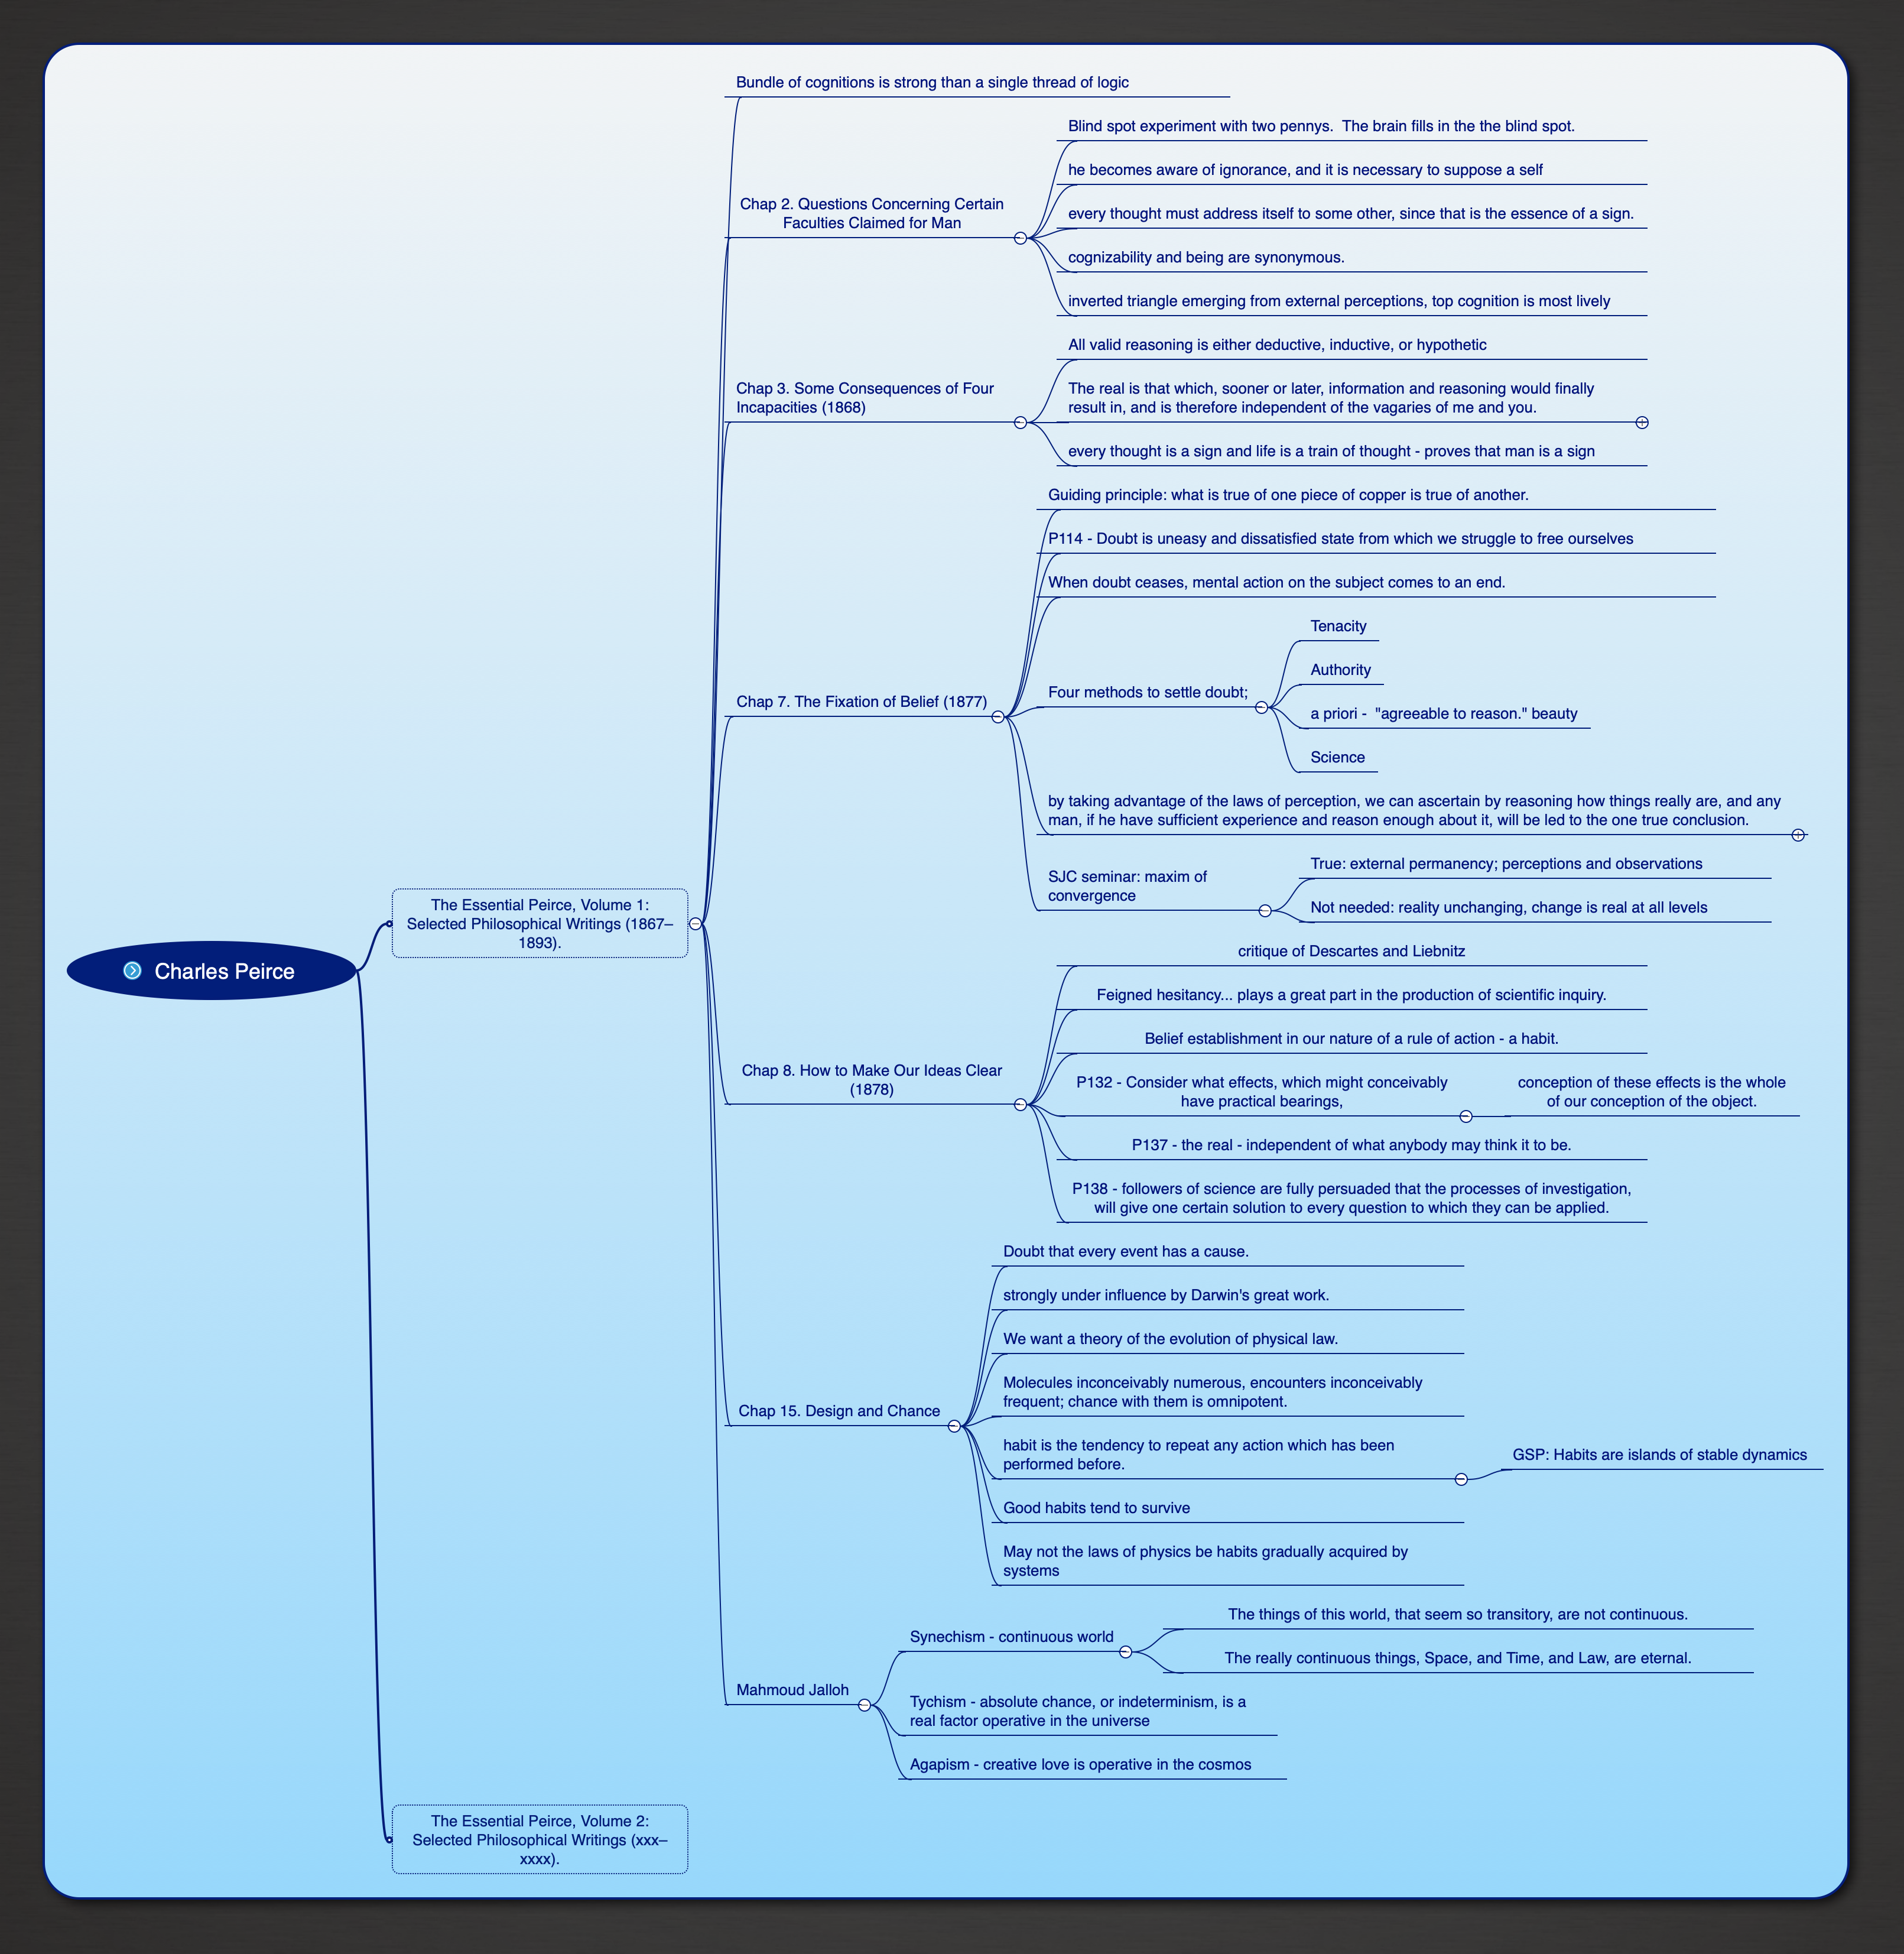 Charles Peirce
The Essential Peirce, Volume 1:
Selected Philosophical Writings (1867–
1893).
Bundle of cognitions is strong than a single thread of logic
Chap 2. Questions Concerning Certain
Faculties Claimed for Man
Blind spot experiment with two pennys.  The brain fills in the the blind spot.
he becomes aware of ignorance, and it is necessary to suppose a self
every thought must address itself to some other, since that is the essence of a sign.
cognizability and being are synonymous.
inverted triangle emerging from external perceptions, top cognition is most lively
Chap 3. Some Consequences of Four
Incapacities (1868)
All valid reasoning is either deductive, inductive, or hypothetic
The real is that which, sooner or later, information and reasoning would finally
result in, and is therefore independent of the vagaries of me and you.
every thought is a sign and life is a train of thought - proves that man is a sign
Chap 7. The Fixation of Belief (1877)
Guiding principle: what is true of one piece of copper is true of another.
P114 - Doubt is uneasy and dissatisfied state from which we struggle to free ourselves
When doubt ceases, mental action on the subject comes to an end.
Four methods to settle doubt;
Tenacity
Authority
a priori -  "agreeable to reason." beauty
Science
by taking advantage of the laws of perception, we can ascertain by reasoning how things really are, and any
man, if he have sufficient experience and reason enough about it, will be led to the one true conclusion.
SJC seminar: maxim of
convergence
True: external permanency; perceptions and observations
Not needed: reality unchanging, change is real at all levels
Chap 8. How to Make Our Ideas Clear
(1878)
critique of Descartes and Liebnitz
Feigned hesitancy... plays a great part in the production of scientific inquiry.
Belief establishment in our nature of a rule of action - a habit.
P132 - Consider what effects, which might conceivably
have practical bearings,
conception of these effects is the whole
of our conception of the object.
P137 - the real - independent of what anybody may think it to be.
P138 - followers of science are fully persuaded that the processes of investigation,
will give one certain solution to every question to which they can be applied.
Chap 15. Design and Chance
Doubt that every event has a cause.
strongly under influence by Darwin's great work.
We want a theory of the evolution of physical law.
Molecules inconceivably numerous, encounters inconceivably
frequent; chance with them is omnipotent.
habit is the tendency to repeat any action which has been
performed before.
GSP: Habits are islands of stable dynamics
Good habits tend to survive
May not the laws of physics be habits gradually acquired by
systems
Mahmoud Jalloh
Synechism - continuous world
The things of this world, that seem so transitory, are not continuous.
The really continuous things, Space, and Time, and Law, are eternal.
Tychism - absolute chance, or indeterminism, is a
real factor operative in the universe
Agapism - creative love is operative in the cosmos
The Essential Peirce, Volume 2:
Selected Philosophical Writings (xxx–
xxxx).